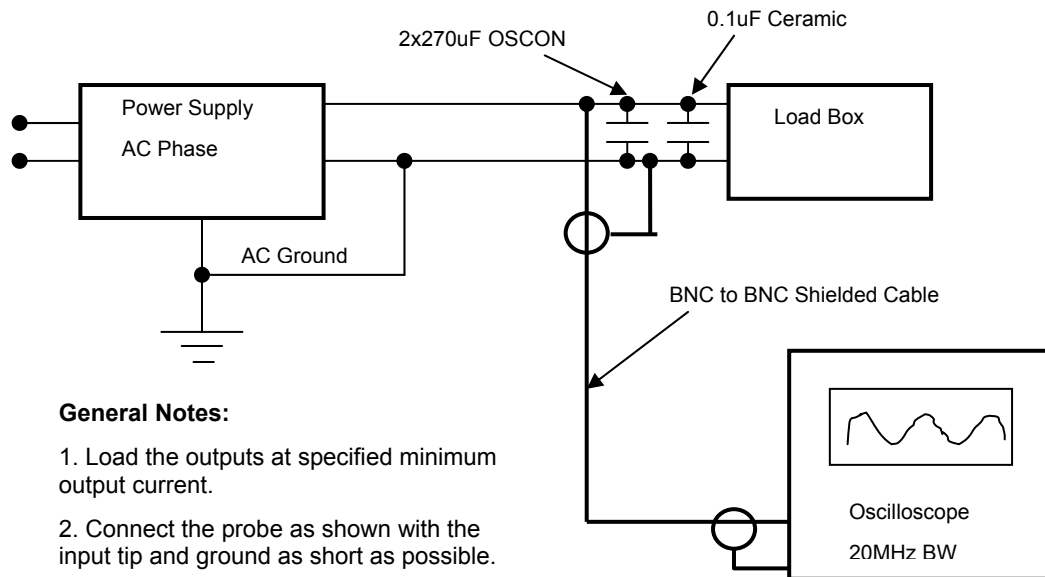 0.1uF Ceramic
2x270uF OSCON
Power Supply
AC Phase
Load Box
AC Ground
BNC to BNC Shielded Cable
General Notes:
1. Load the outputs at specified minimum
output current.
2. Connect the probe as shown with the
input tip and ground as short as possible.
Oscilloscope
20MHz BW